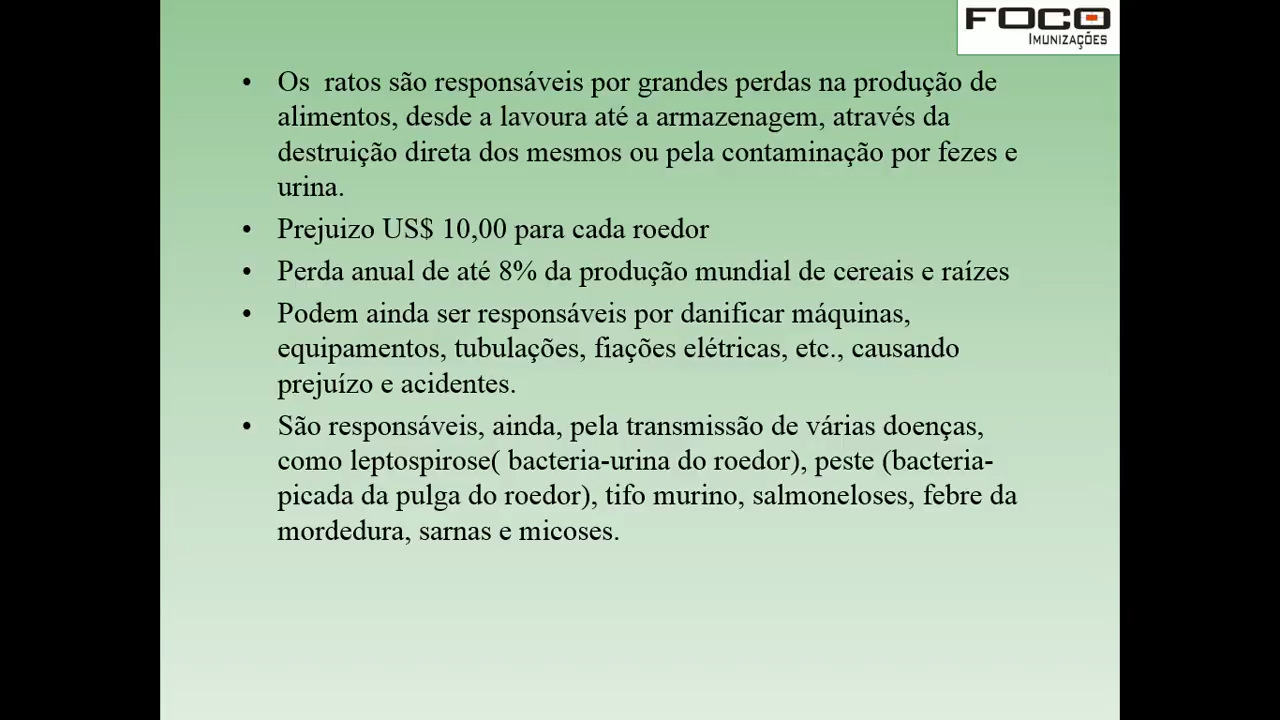 FOCO
IMUNIZAÇÕES
• Os  ratos são responsáveis por grandes perdas na produção de
alimentos, desde a lavoura até a armazenagem, através da
destruição direta dos mesmos ou pela contaminação por fezes e
urina.
• Prejuizo US$ 10,00 para cada roedor
• Perda anual de até 8% da produção mundial de cereais e raízes
• Podem ainda ser responsáveis por danificar máquinas,
equipamentos, tubulações, fiações elétricas, etc., causando
prejuízo e acidentes.
• São responsáveis, ainda, pela transmissão de várias doenças,
como leptospirose( bacteria-urina do roedor), peste (bacteria-
picada da pulga do roedor), tifo murino, salmoneloses, febre da
mordedura, sarnas e micoses.